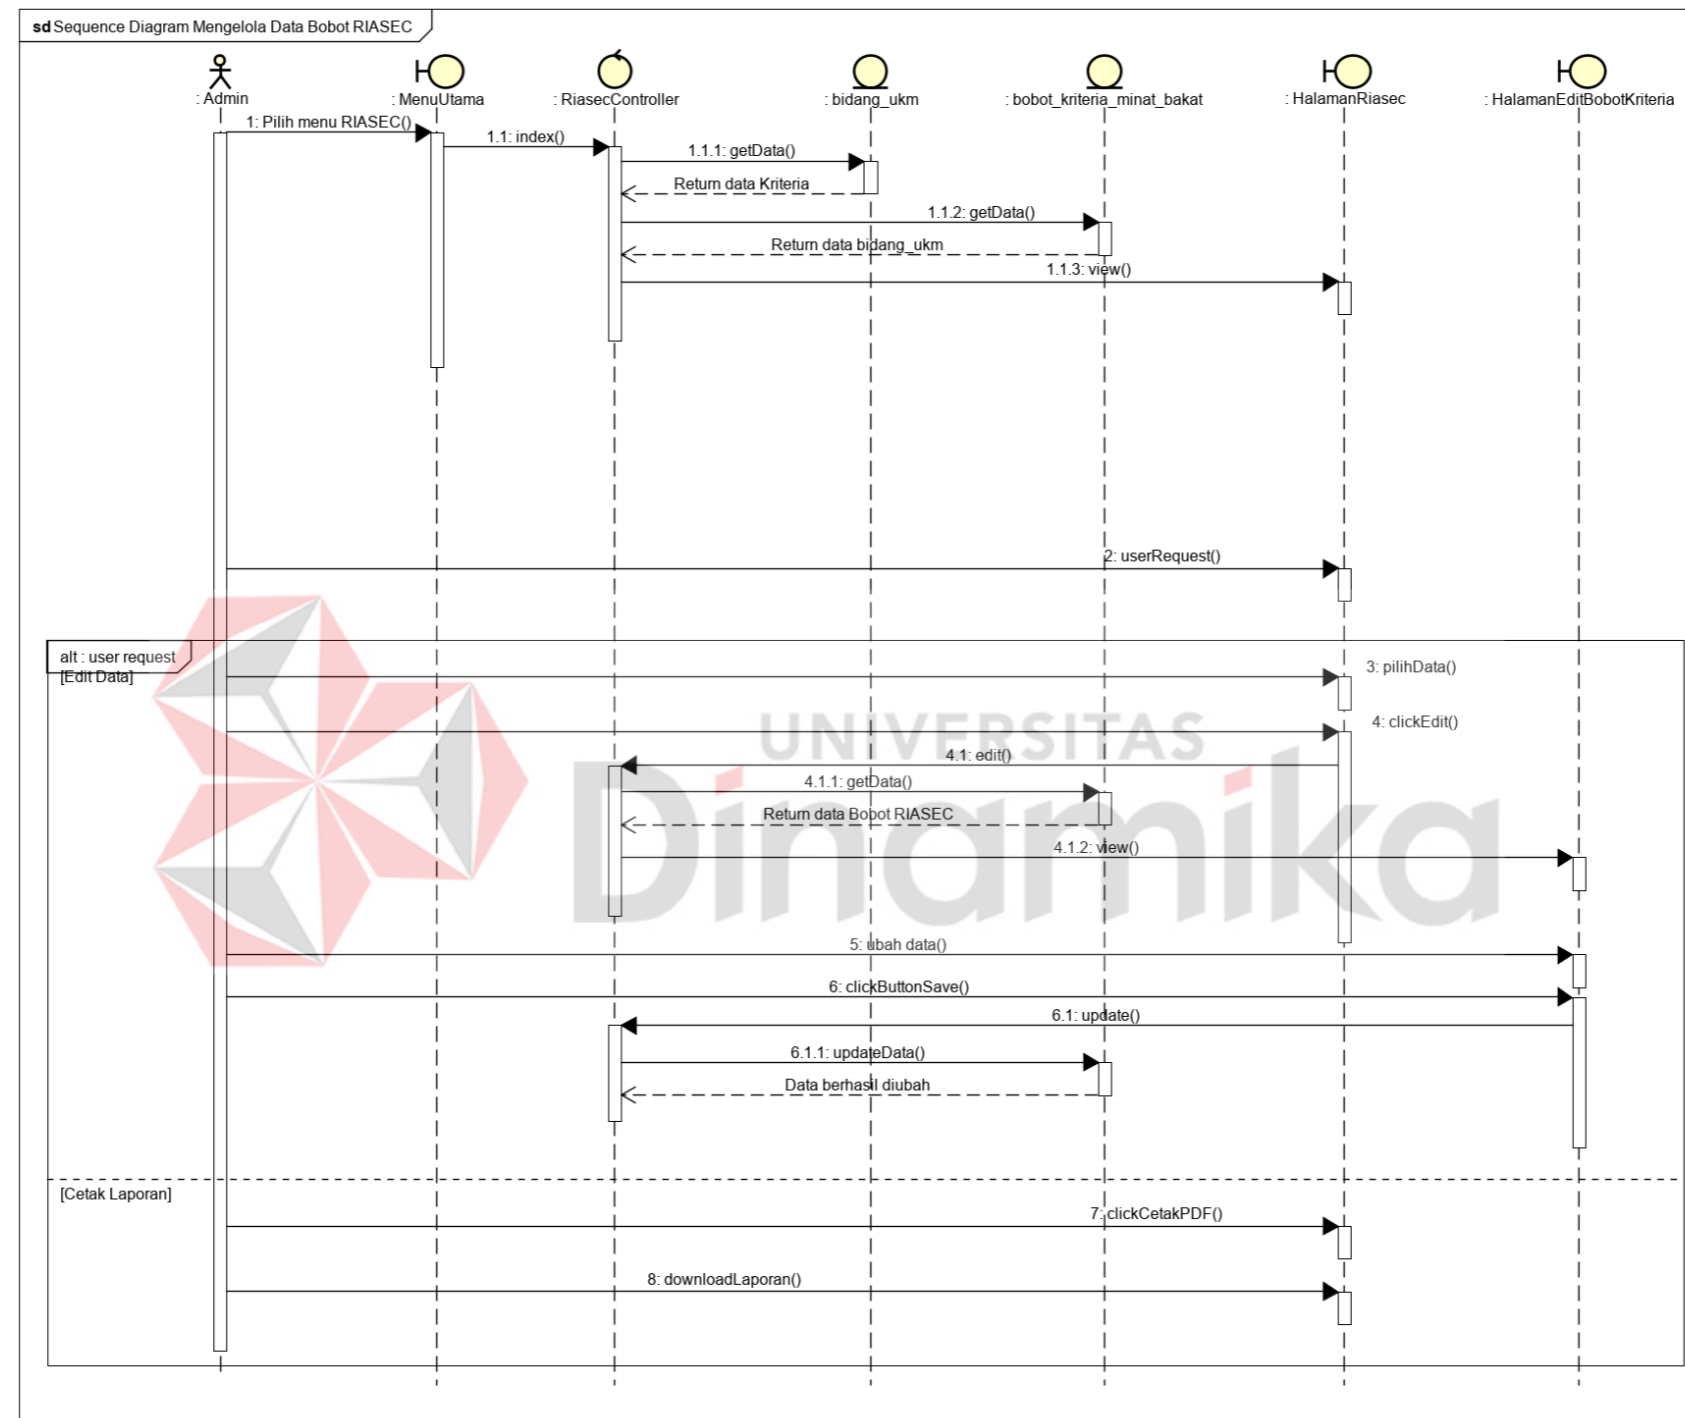 sd Sequence Diagram Mengelola Data Bobot RIASEC
: Admin
: MenuUtama
: RiasecController
: bidang_ukm
: bobot_kriteria_minat_bakat
: HalamanRiasec
: HalamanEditBobotKriteria
1: Pilih menu RIASEC()
1.1: index()
1.1.1: getData()
Return data Kriteria
1.1.2: getData()
Return data bidang_ukm
1.1.3: view()
2: userRequest()
alt : user request
[Edit Data]
3: pilihData()
4: clickEdit()
UNIVERSITAS
Dinamika
4.1: edit()
4.1.1: getData()
Return data Bobot RIASEC
4.1.2: view()
5: ubah data()
6: clickButtonSave()
6.1: update()
6.1.1: updateData()
Data berhasil diubah
[Cetak Laporan]
7: clickCetakPDF()
8: downloadLaporan()